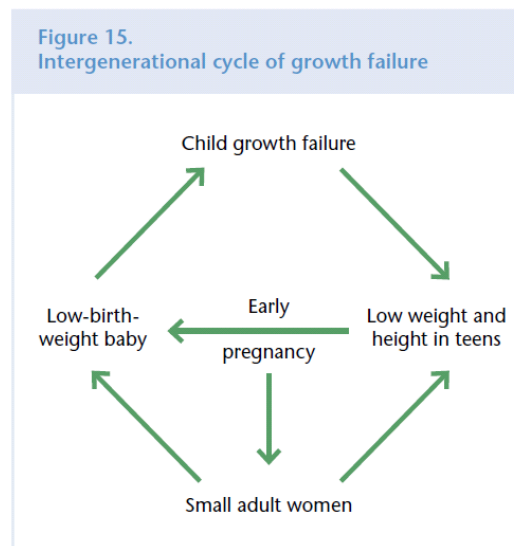 Figure 15.
Intergenerational cycle of growth failure
Child growth failure
Early
Low-birth-
weight baby
Low weight and
height in teens
pregnancy
Small adult women